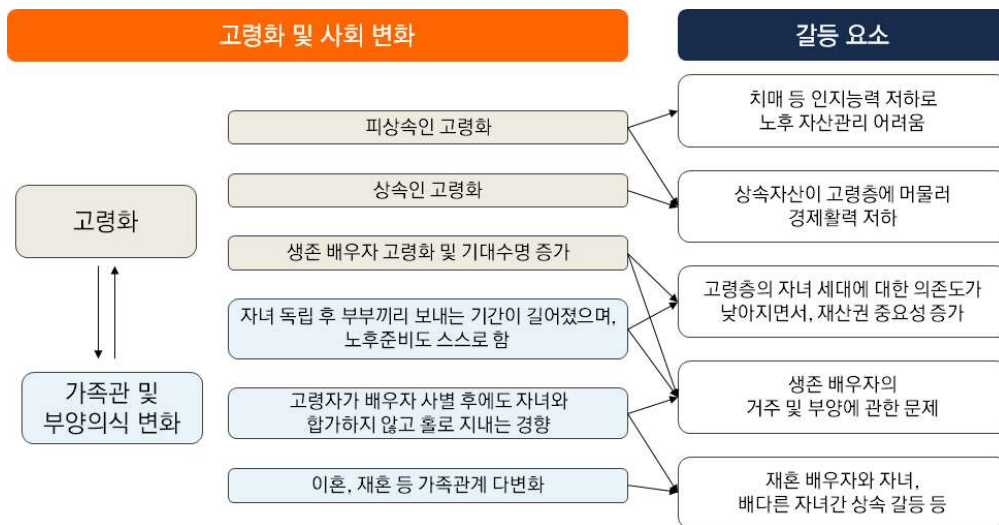 고령화 및 사회 변화
갈등 요소
고령화
가족관 및
부양의식 변화
피상속인 고령화
상속인 고령화
생존 배우자 고령화 및 기대수명 증가
자녀 독립 후 부부끼리 보내는 기간이 길어졌으며,
노후준비도 스스로 함
고령자가 배우자 사별 후에도 자녀와
합가하지 않고 홀로 지내는 경향
이혼, 재혼 등 가족관계 다변화
치매 등 인지능력 저하로
노후 자산관리 어려움
상속자산이 고령층에 머물러
경제활력 저하
고령층의 자녀 세대에 대한 의존도가
낮아지면서, 재산권 중요성 증가
생존 배우자의
거주 및 부양에 관한 문제
재혼 배우자와 자녀,
배다른 자녀간 상속 갈등 등